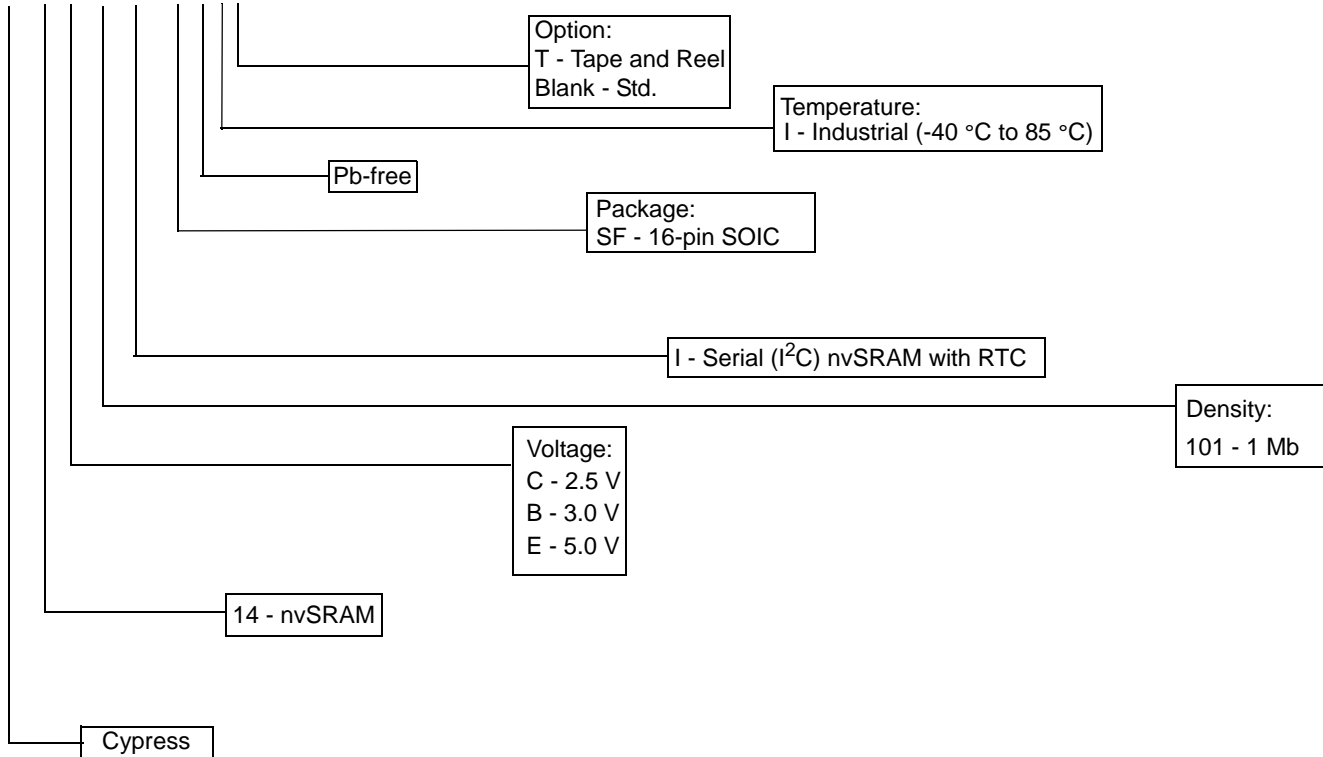 Option:
T - Tape and Reel
Blank - Std.
Temperature:
I - Industrial (-40 °C to 85 °C)
Pb-free
Package:
SF - 16-pin SOIC
I - Serial (I²C) nvSRAM with RTC
Density:
101 - 1 Mb
Voltage:
C - 2.5 V
B - 3.0 V
E - 5.0 V
14 - nvSRAM
Cypress